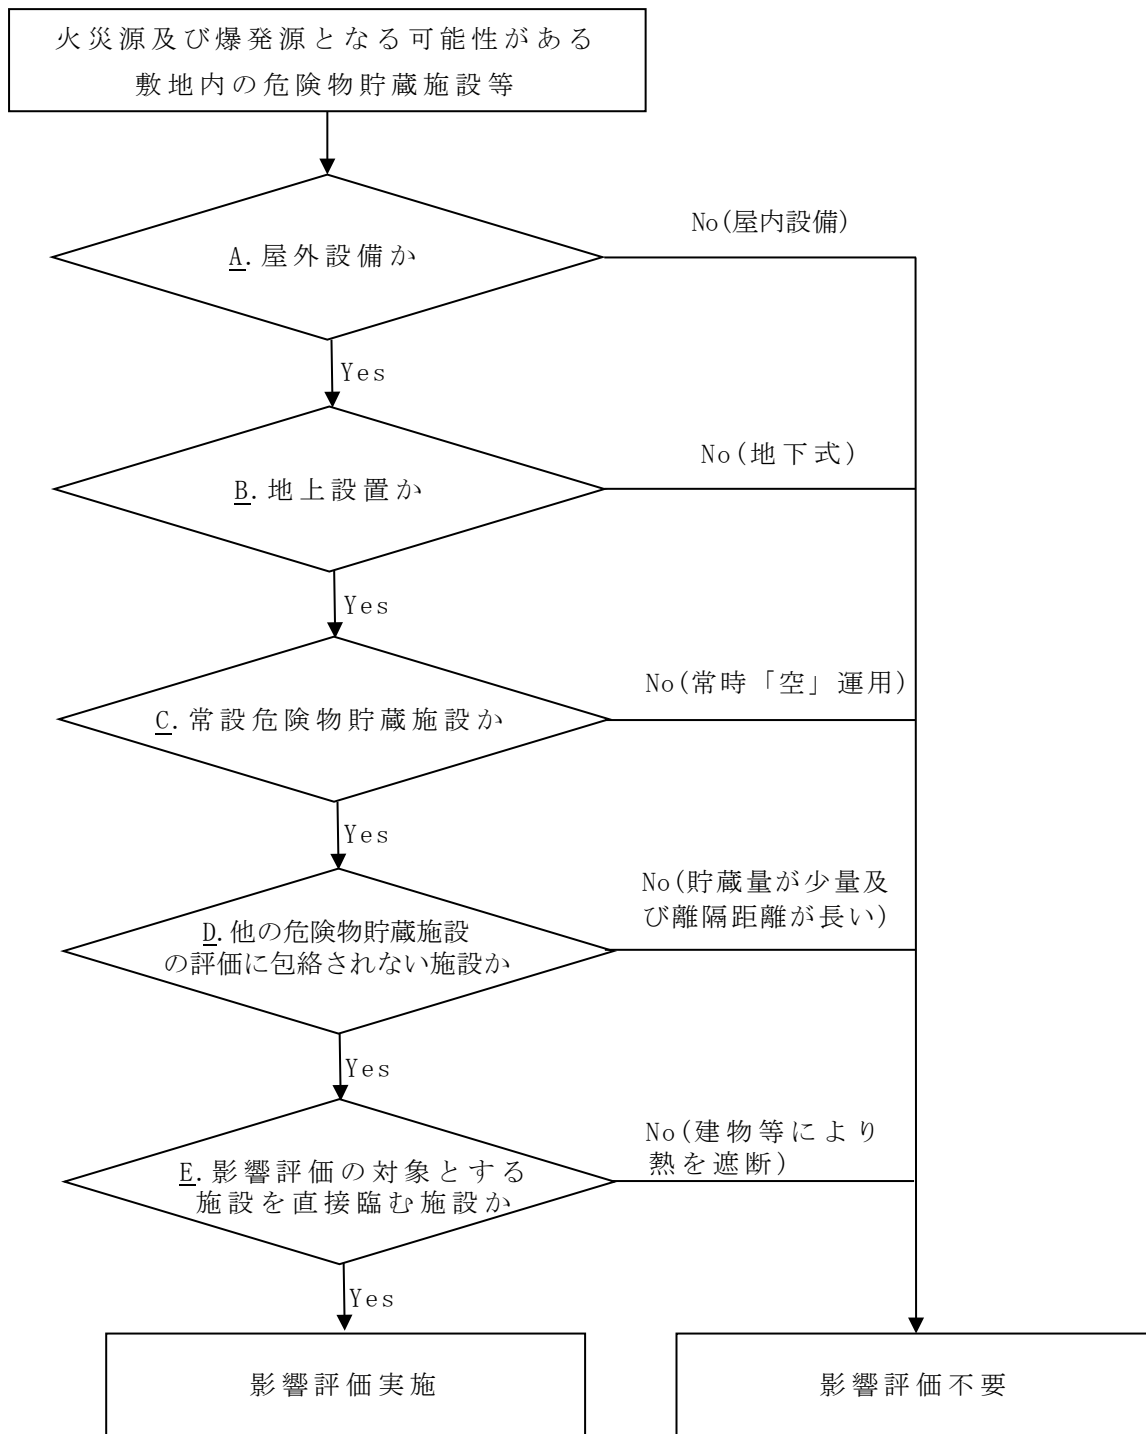 火災源及び爆発源となる可能性がある
敷地内の危険物貯蔵施設等
No(屋内設備)
A.屋外設備か
Yes
No(地下式)
B.地上設置か
Yes
No(常時「空」運用)
C.常設危険物貯蔵施設か
Yes
No(貯蔵量が少量及
び離隔距離が長い)
D.他の危険物貯蔵施設
の評価に包絡されない施設か
Yes
No(建物等により
熱を遮断)
E.影響評価の対象とする
施設を直接臨む施設か
Yes
影響評価実施
影響評価不要